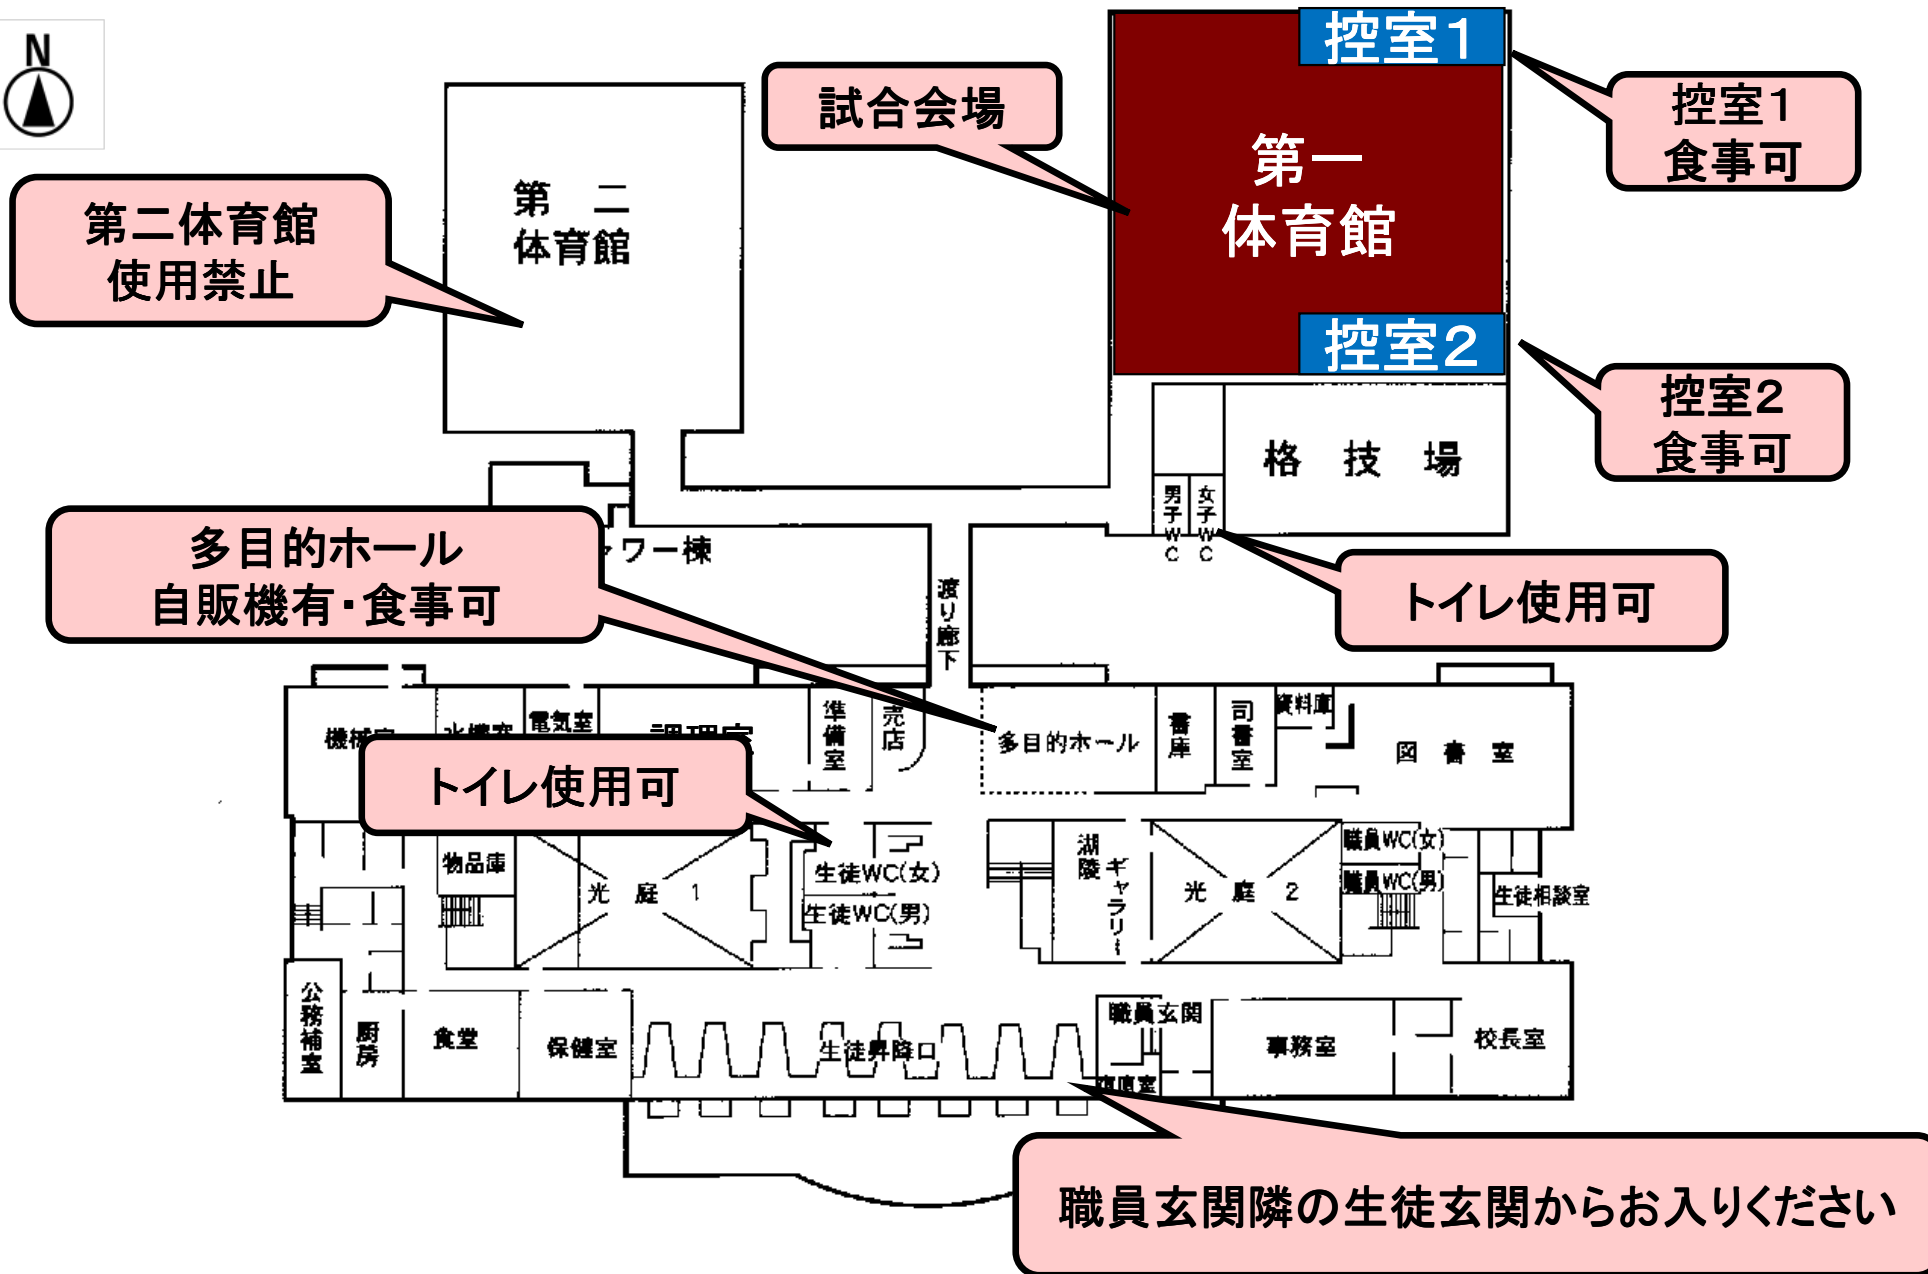 N
控室1
控室1
食事可
試合会場
第一
体育館
第二
体育館
第二体育館
使用禁止
控室2
控室2
食事可
格技場
男子WC
女子WC
トイレ使用可
多目的ホール
自販機有・食事可
ャワー棟
渡り廊下
電気室
準備室
売店
多目的ホール
書庫
司書室
資料庫
図書室
トイレ使用可
物品庫
光庭1
生徒WC(女)
生徒WC(男)
湖陵
ギャラリー
光庭2
職員WC(女)
職員WC(男)
生徒相談室
公務補室
厨房
食堂
保健室
生徒昇降口
職員玄関
事務室
校長室
職員玄関隣の生徒玄関からお入りください